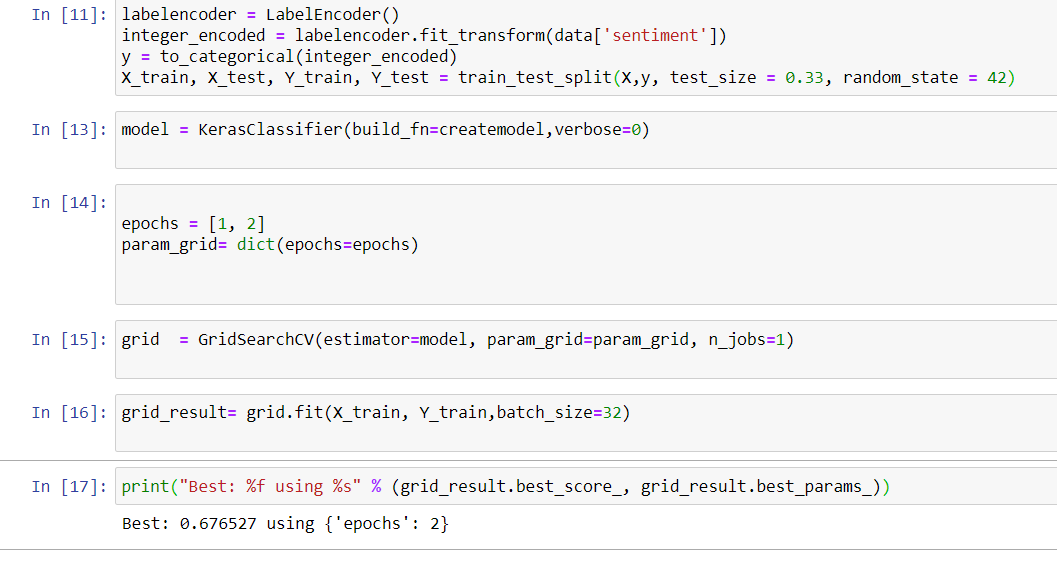 In [11]: labelencoder = LabelEncoder()
integer_encoded = labelencoder.fit_transform(data['sentiment'])
y = to_categorical(integer_encoded)
X_train, X_test, Y_train, Y_test = train_test_split(X,y, test_size = 0.33, random_state = 42)
In [13]: model = KerasClassifier(build_fn=createmodel,verbose=0)
In [14]:
epochs = [1, 2]
param_grid= dict(epochs=epochs)
In [15]: grid  = GridSearchCV(estimator=model, param_grid=param_grid, n_jobs=1)
In [16]: grid_result= grid.fit(X_train, Y_train,batch_size=32)
In [17]: print("Best: %f using %s" % (grid_result.best_score_, grid_result.best_params_))
Best: 0.676527 using {'epochs': 2}